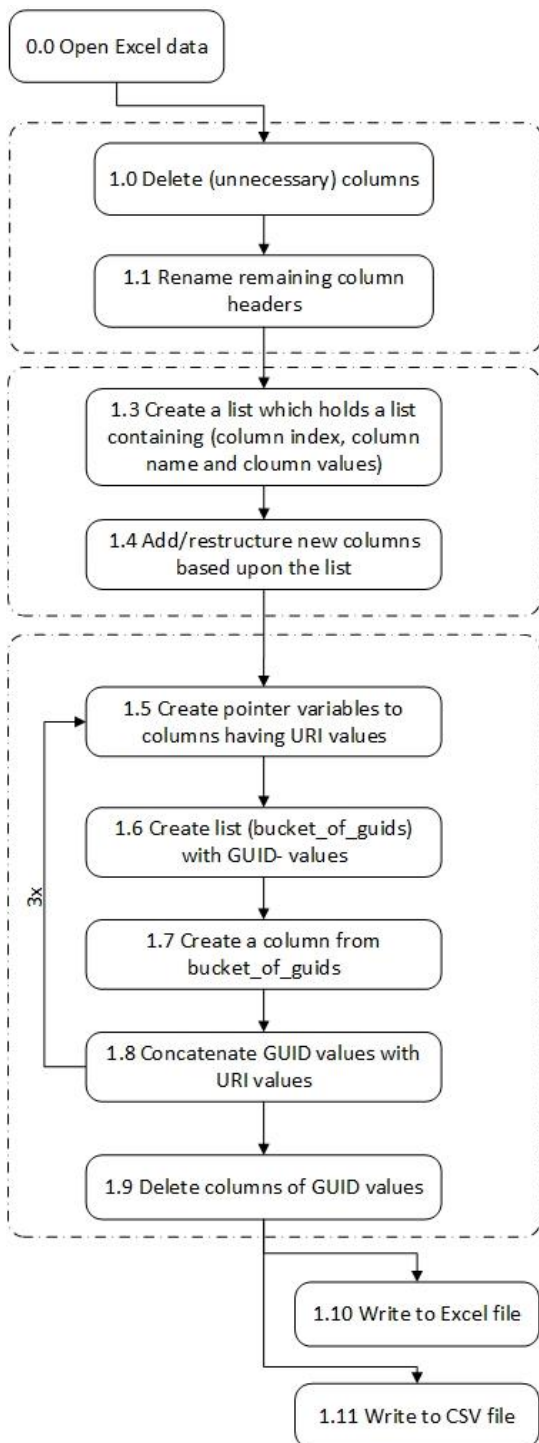 0.0 Open Excel data
1.0 Delete (unnecessary) columns
1.1 Rename remaining column
headers
1.3 Create a list which holds a list
containing (column index, column
name and cloumn values)
1.4 Add/restructure new columns
based upon the list
1.5 Create pointer variables to
columns having URI values
1.6 Create list (bucket_of_guids)
with GUID- values
3x
1.7 Create a column from
bucket_of_guids
1.8 Concatenate GUID values with
URI values
1.9 Delete columns of GUID values
1.10 Write to Excel file
1.11 Write to CSV file